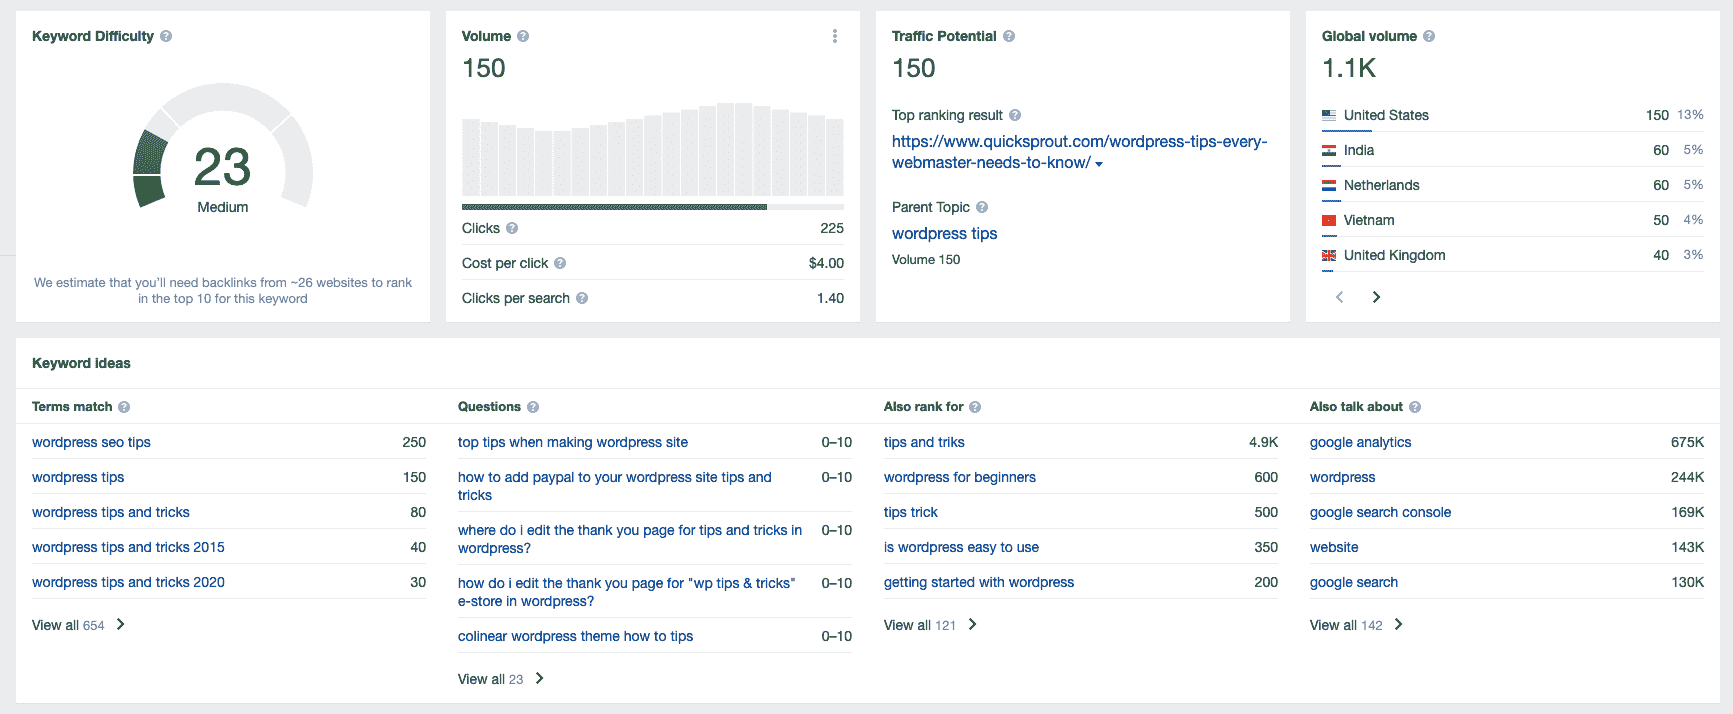 Keyword Difficulty ?
23
Medium
We estimate that you'll need backlinks from ~26 websites to rank
in the top 10 for this keyword
Volume ?
150
Clicks ? 225
Cost per click ? $4.00
Clicks per search ? 1.40
Traffic Potential ?
150
Top ranking result ?
https://www.quicksprout.com/wordpress-tips-every-
webmaster-needs-to-know/
Parent Topic ?
wordpress tips
Volume 150
Global volume ?
1.1K
United States 150 13%
India 60 5%
Netherlands 60 5%
Vietnam 50 4%
United Kingdom 40 3%
Keyword ideas
Terms match ?
wordpress seo tips 250
wordpress tips 150
wordpress tips and tricks 80
wordpress tips and tricks 2015 40
wordpress tips and tricks 2020 30
View all 654
Questions ?
top tips when making wordpress site 0–10
how to add paypal to your wordpress site tips and 0–10
tricks
where do i edit the thank you page for tips and tricks in 0–10
wordpress?
how do i edit the thank you page for "wp tips & tricks" 0–10
e-store in wordpress?
colinear wordpress theme how to tips 0–10
View all 23
Also rank for ?
tips and triks 4.9K
wordpress for beginners 600
tips trick 500
is wordpress easy to use 350
getting started with wordpress 200
View all 121
Also talk about ?
google analytics 675K
wordpress 244K
google search console 169K
website 143K
google search 130K
View all 142